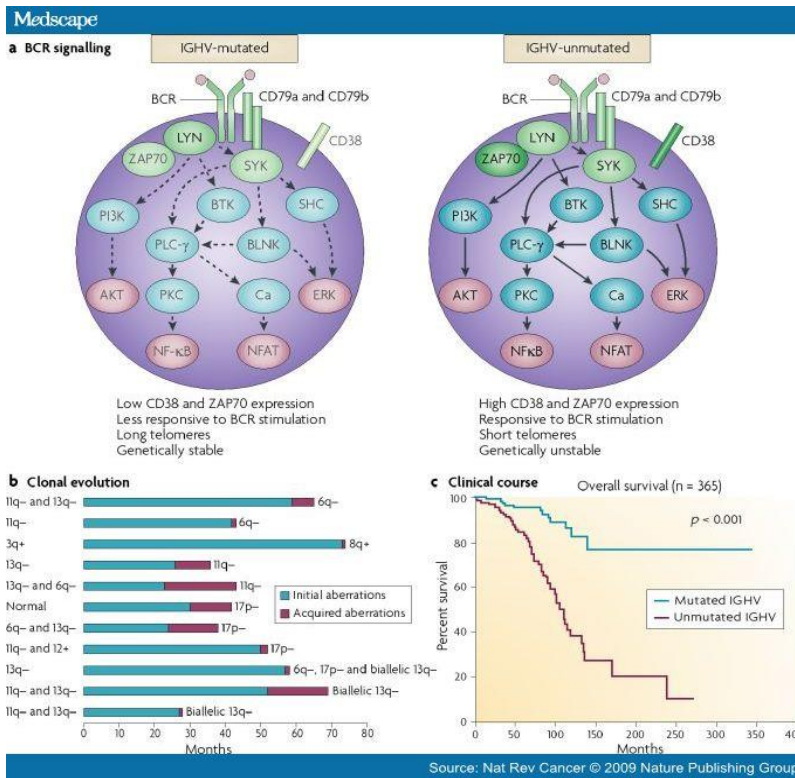 Medscape
a BCR signalling
IGHV-mutated
IGHV-unmutated
BCR
CD79a and CD79b
CD38
LYN
ZAP70
SYK
BTK
SHC
PI3K
PLC-γ
BLNK
AKT
PKC
Ca
ERK
NF-κB
NFAT
BCR
CD79a and CD79b
CD38
LYN
ZAP70
SYK
BTK
SHC
PI3K
PLC-γ
BLNK
AKT
PKC
Ca
ERK
NFκB
NFAT
Low CD38 and ZAP70 expression
Less responsive to BCR stimulation
Long telomeres
Genetically stable
High CD38 and ZAP70 expression
Responsive to BCR stimulation
Short telomeres
Genetically unstable
b Clonal evolution
11q– and 13q– 6q–
11q– 6q–
3q+ 8q+
13q– 11q–
13q– and 6q– 11q–
Normal 17p–
6q– and 13q– 17p–
11q– and 12+ 17p–
13q– 6q–, 17p– and biallelic 13q–
11q– and 13q– Biallelic 13q–
11q– and 13q– Biallelic 13q–
Initial aberrations
Acquired aberrations
0 10 20 30 40 50 60 70 80
Months
c Clinical course
Overall survival (n = 365)
p < 0.001
Mutated IGHV
Unmutated IGHV
Percent survival
100
80
60
40
20
0
0 50 100 150 200 250 300 350
Months
Source: Nat Rev Cancer © 2009 Nature Publishing Group